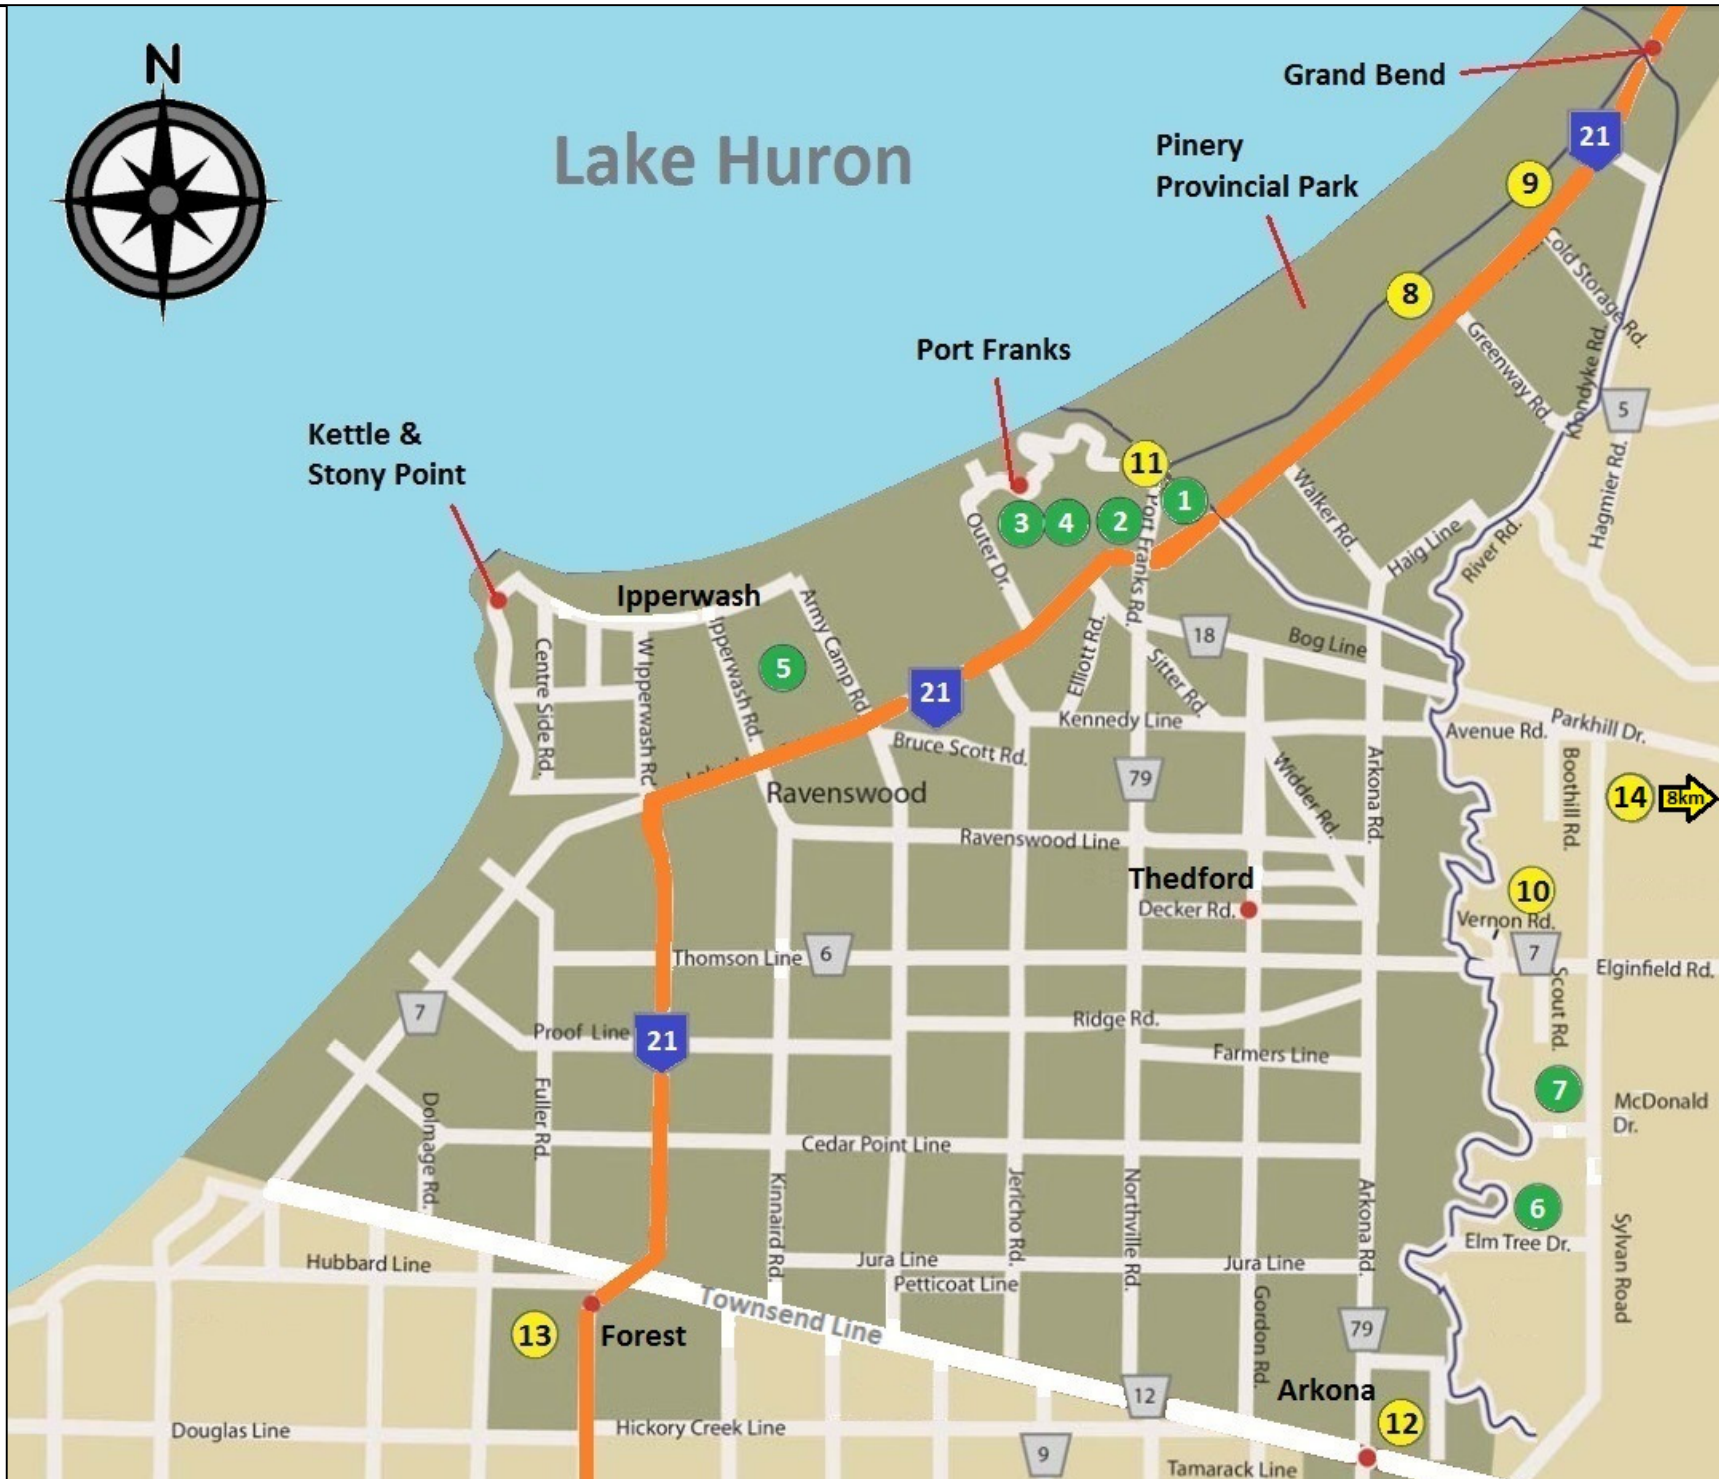 N
Lake Huron
Grand Bend
Pinery
Provincial Park
21
9
8
Cold Storage Rd.
Greenway Rd.
Klondyke Rd.
5
Hagmier Rd.
Port Franks
Kettle &
Stony Point
11
1
3
4
2
Port Franks Rd.
Outer Dr.
Walker Rd.
Haig Line
River Rd.
Ipperwash
Army Camp Rd.
Ipperwash Rd.
W Ipperwash Rd.
Centre Side Rd.
5
21
18
Bog Line
Elliott Rd.
Sitter Rd.
Kennedy Line
Avenue Rd.
Parkhill Dr.
Bruce Scott Rd.
79
Widder Rd.
Arkona Rd.
Boothill Rd.
14
8km
Ravenswood
Ravenswood Line
Thedford
Decker Rd.
10
Vernon Rd.
7
Elginfield Rd.
Scout Rd.
Thomson Line
6
7
Proof Line
21
Ridge Rd.
Farmers Line
7
McDonald
Dr.
Dolmage Rd.
Fuller Rd.
Cedar Point Line
Kinnaird Rd.
Jericho Rd.
Northville Rd.
Arkona Rd.
6
Elm Tree Dr.
Sylvan Road
Hubbard Line
Jura Line
Jura Line
Petticoat Line
Townsend Line
Gordon Rd.
79
13
Forest
12
Arkona
12
Douglas Line
Hickory Creek Line
9
Tamarack Line